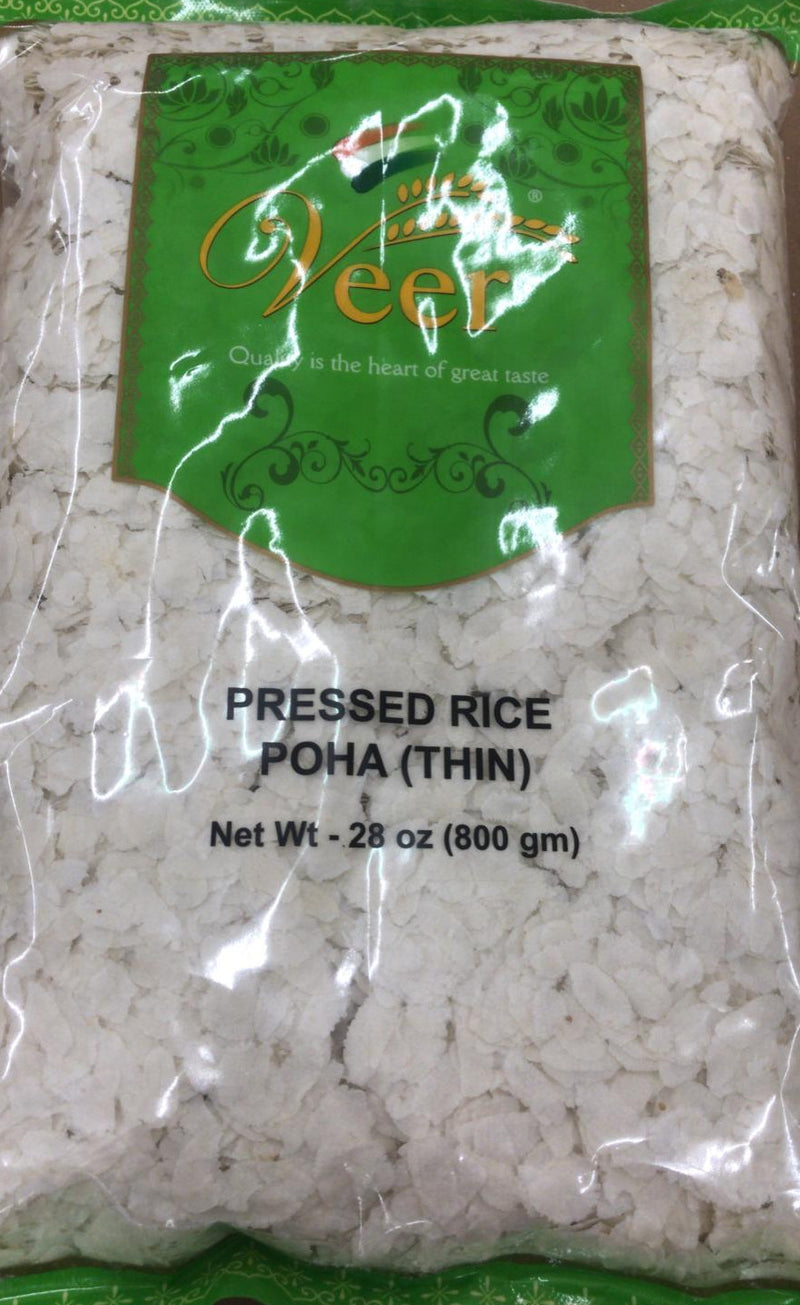 Veer ®
Quality is the heart of great taste
PRESSED RICE
POHA (THIN)
Net Wt - 28 oz (800 gm)